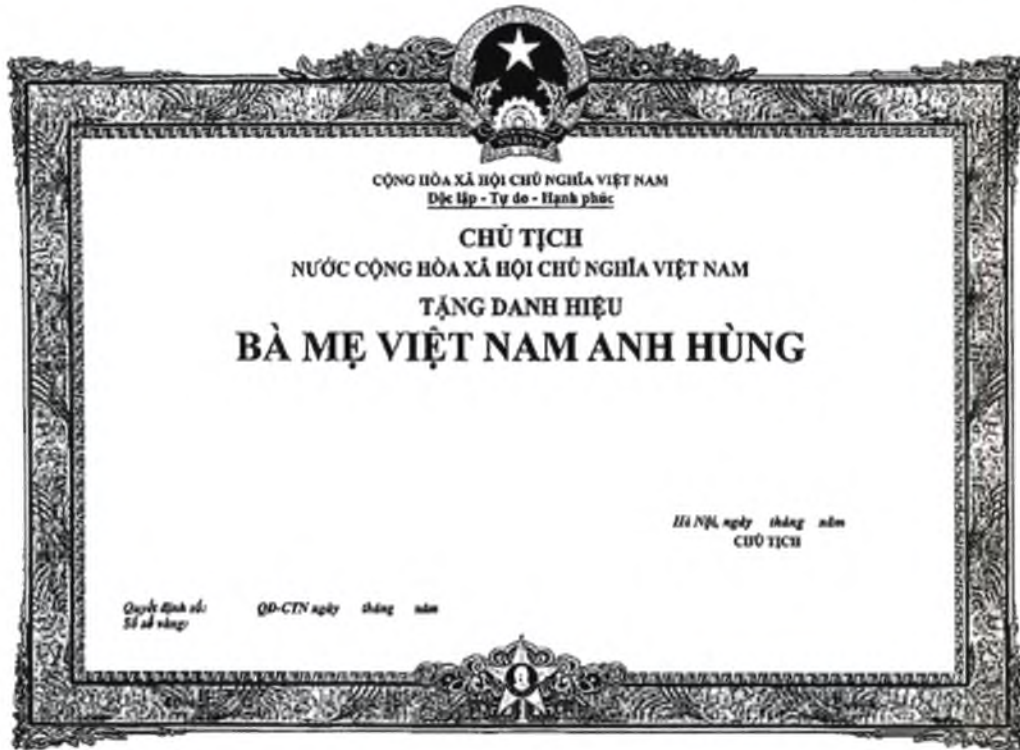 CỘNG HÒA XÃ HỘI CHỦ NGHĨA VIỆT NAM
Độc lập - Tự do - Hạnh phúc
CHỦ TỊCH
NƯỚC CỘNG HÒA XÃ HỘI CHỦ NGHĨA VIỆT NAM
TẶNG DANH HIỆU
BÀ MẸ VIỆT NAM ANH HÙNG
Hà Nội, ngày tháng năm
CHỦ TỊCH
Quyết định số: QĐ-CTN ngày tháng năm
Số sổ vàng: